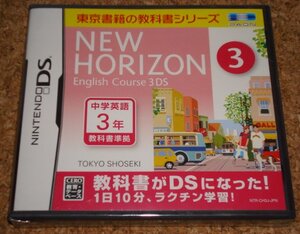 東京書籍の教科書シリーズ
NEW
HORIZON
3
English Course 3DS
中学英語
3年
教科書準拠
TOKYO SHOSEKI
教科書がDSになった!
1日10分、ラクチン学習!
NINTENDO DS
CERO